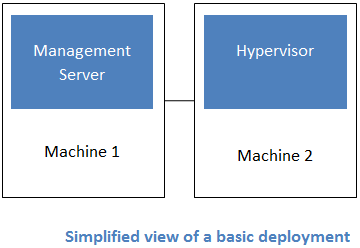 Management
Server
Machine 1
Hypervisor
Machine 2
Simplified view of a basic deployment